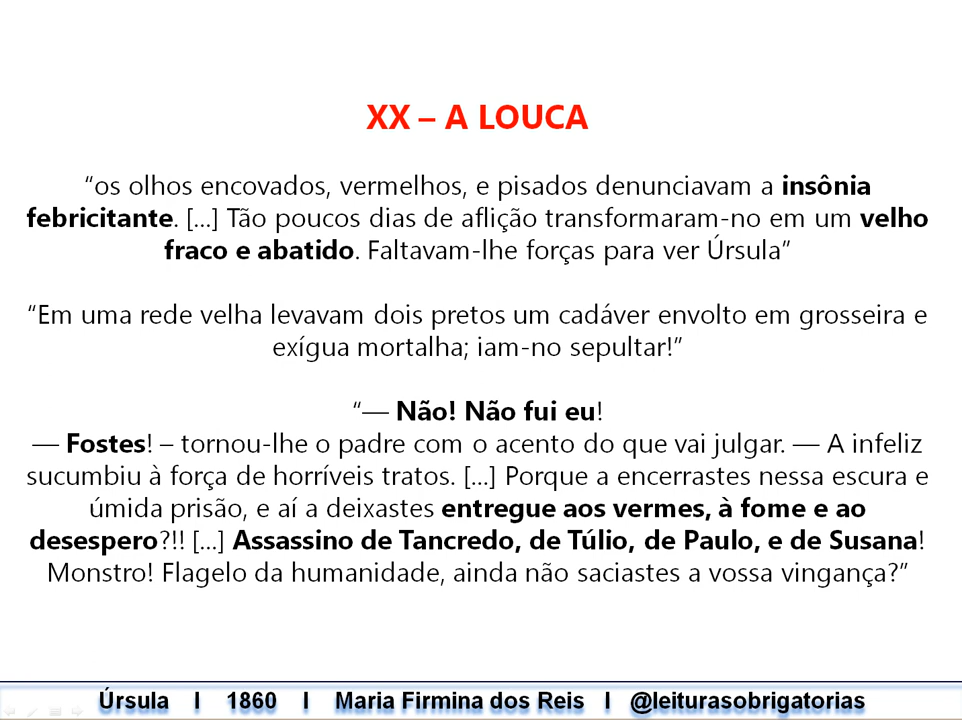 XX – A LOUCA
“os olhos encovados, vermelhos, e pisados denunciavam a insônia
febricitante. [...] Tão poucos dias de aflição transformaram-no em um velho
fraco e abatido. Faltavam-lhe forças para ver Úrsula”
“Em uma rede velha levavam dois pretos um cadáver envolto em grosseira e
exígua mortalha; iam-no sepultar!”
“— Não! Não fui eu!
— Fostes! – tornou-lhe o padre com o acento do que vai julgar. — A infeliz
sucumbiu à força de horríveis tratos. [...] Porque a encerrastes nessa escura e
úmida prisão, e aí a deixastes entregue aos vermes, à fome e ao
desespero?!! [...] Assassino de Tancredo, de Túlio, de Paulo, e de Susana!
Monstro! Flagelo da humanidade, ainda não saciastes a vossa vingança?”
Úrsula I 1860 I Maria Firmina dos Reis I @leiturasobrigatorias